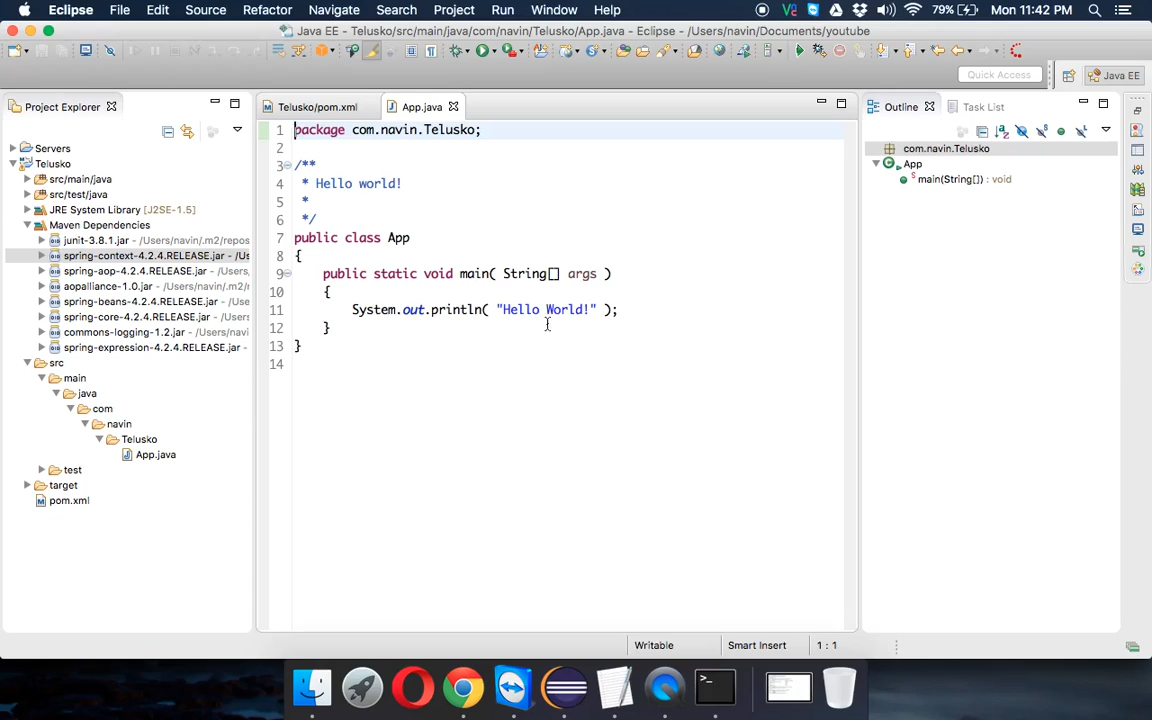 Eclipse File Edit Source Refactor Navigate Search Project Run Window Help 79% Mon 11:42 PM
Java EE - Telusko/src/main/java/com/navin/Telusko/App.java - Eclipse - /Users/navin/Documents/youtube
Quick Access Java EE
Project Explorer
Servers
Telusko
src/main/java
src/test/java
JRE System Library [J2SE-1.5]
Maven Dependencies
junit-3.8.1.jar - /Users/navin/.m2/repos
spring-context-4.2.4.RELEASE.jar - /Us
spring-aop-4.2.4.RELEASE.jar - /Users/
aopalliance-1.0.jar - /Users/navin/.m2/
spring-beans-4.2.4.RELEASE.jar - /User
spring-core-4.2.4.RELEASE.jar - /Users/
commons-logging-1.2.jar - /Users/navin
spring-expression-4.2.4.RELEASE.jar - /
src
main
java
com
navin
Telusko
App.java
test
target
pom.xml
Telusko/pom.xml App.java
1 package com.navin.Telusko;
2
3 /**
4 * Hello world!
5 *
6 */
7 public class App
8 {
9 public static void main( String[] args )
10 {
11 System.out.println( "Hello World!" );
12 }
13 }
14
Outline Task List
com.navin.Telusko
App
main(String[]) : void
Writable Smart Insert 1 : 1